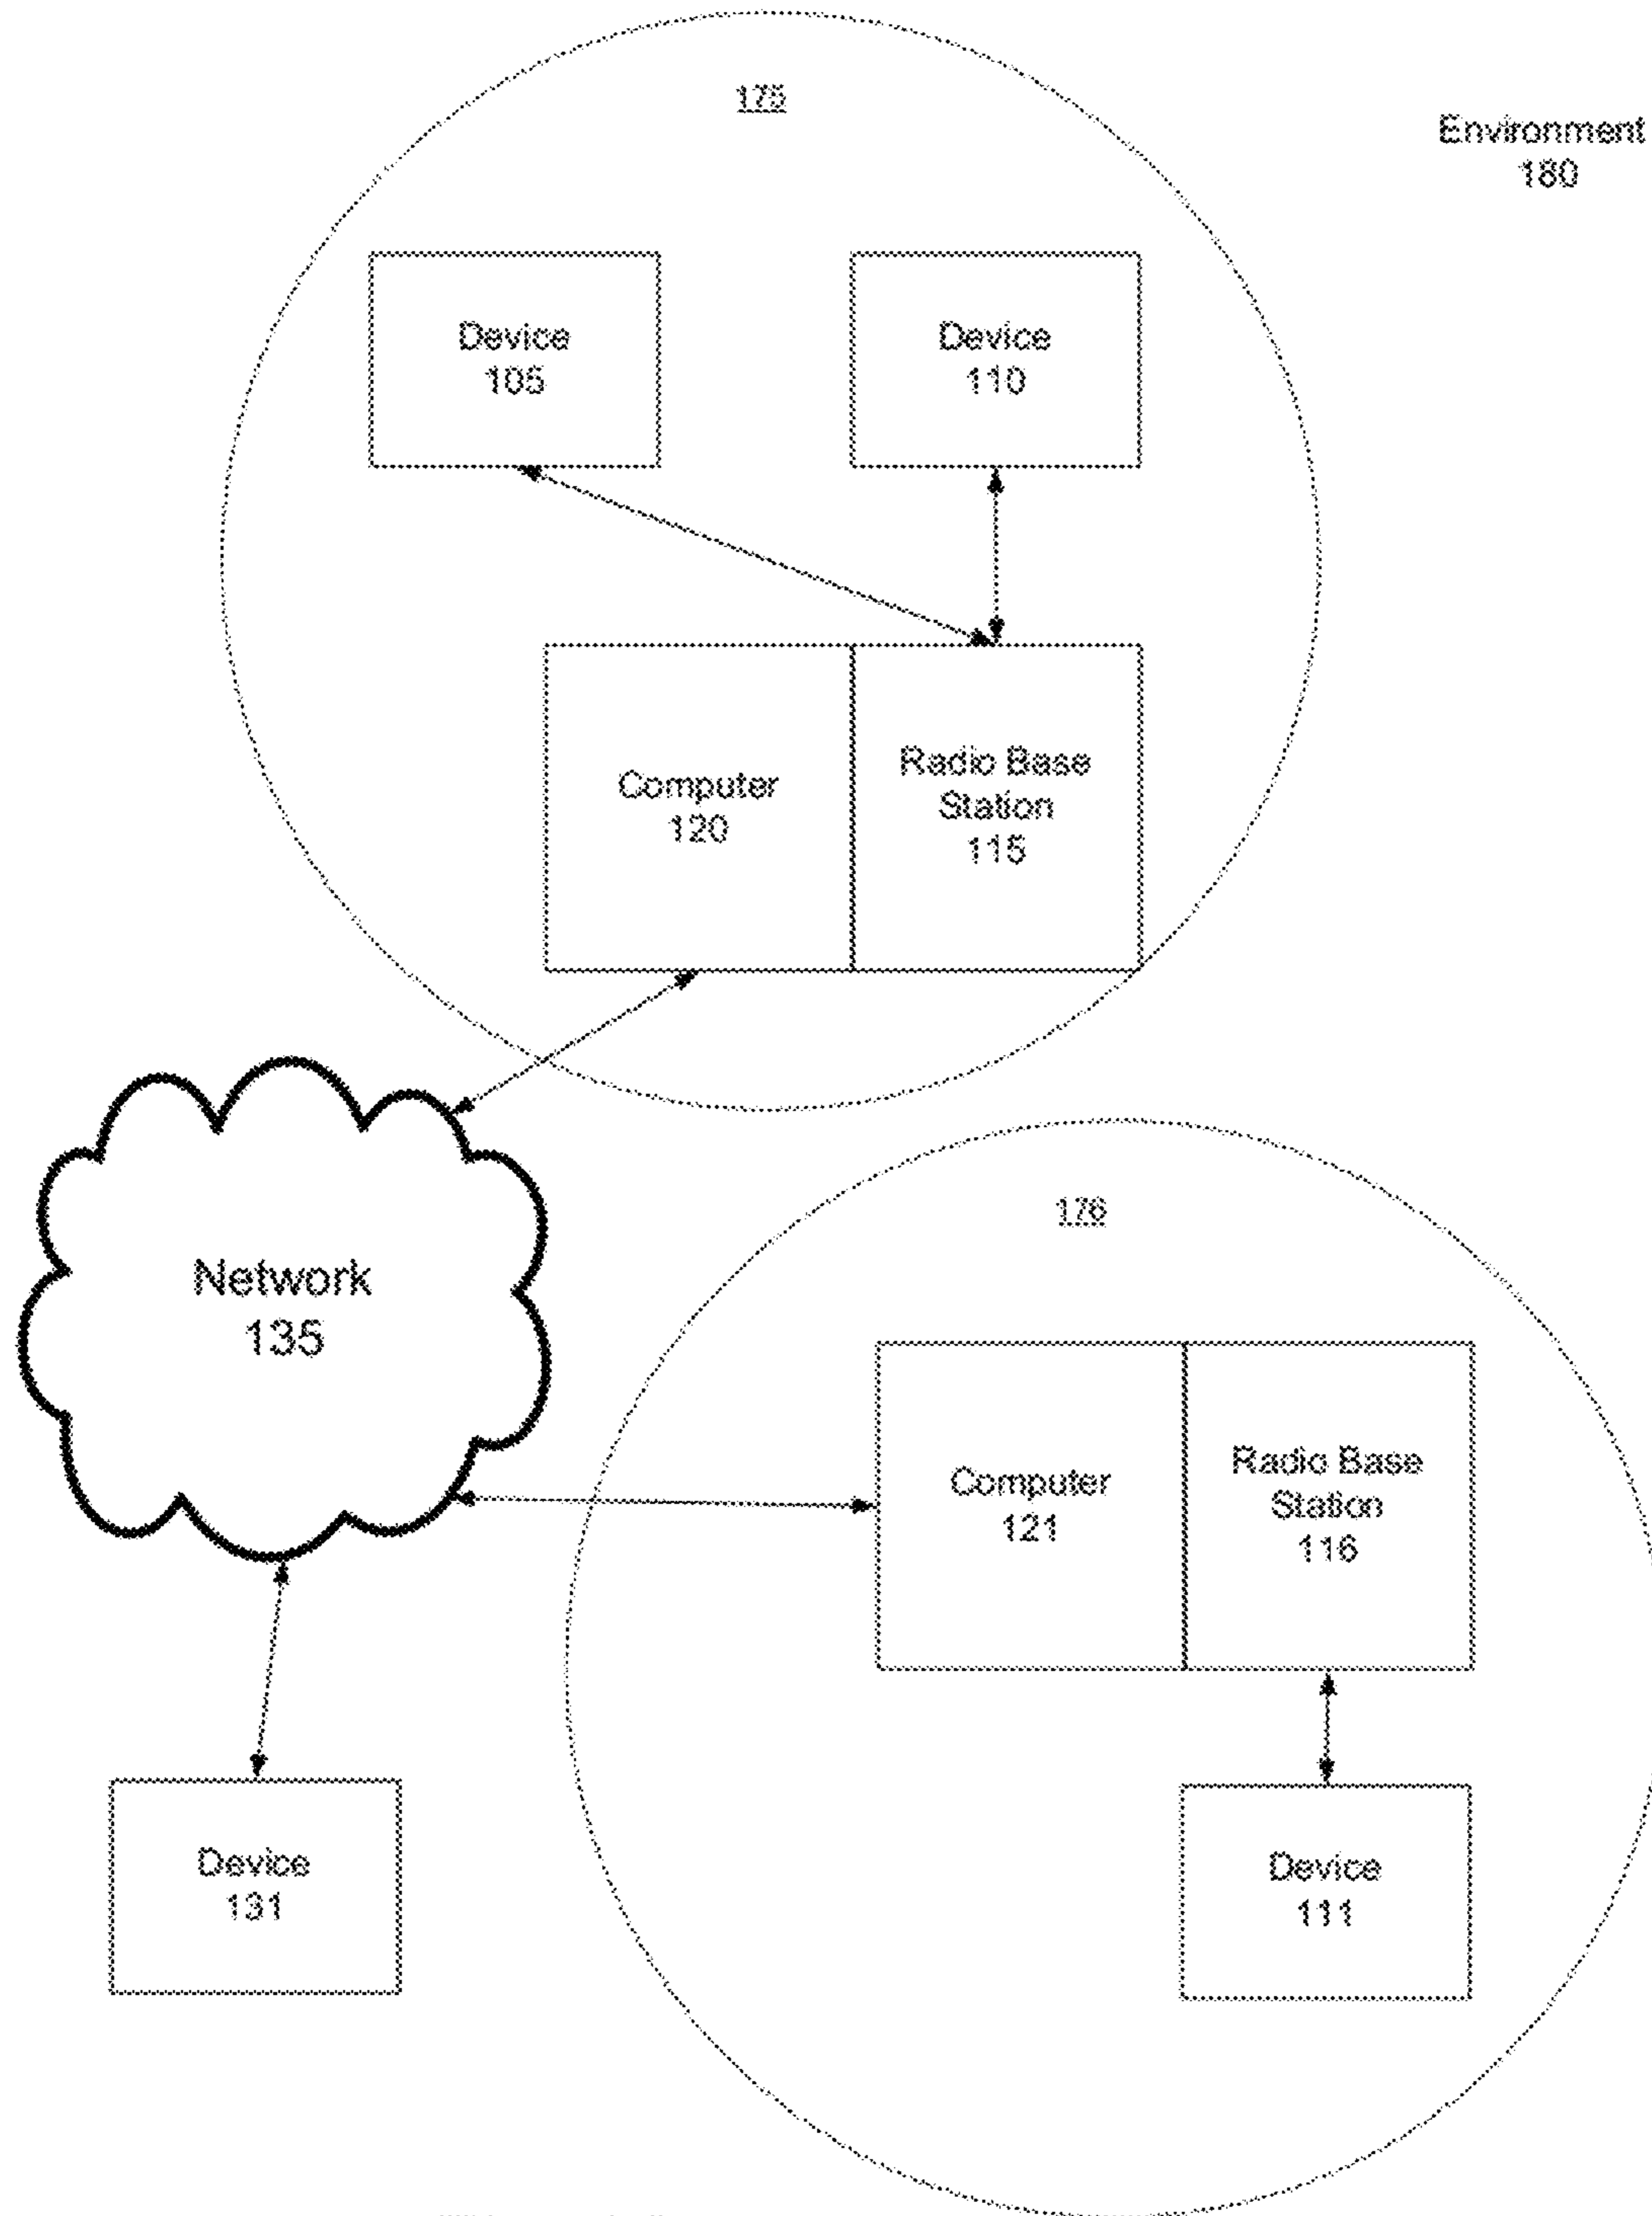 175
Environment
180
Device
105
Device
110
Computer
120
Radio Base
Station
115
Network
135
176
Computer
121
Radio Base
Station
116
Device
131
Device
111